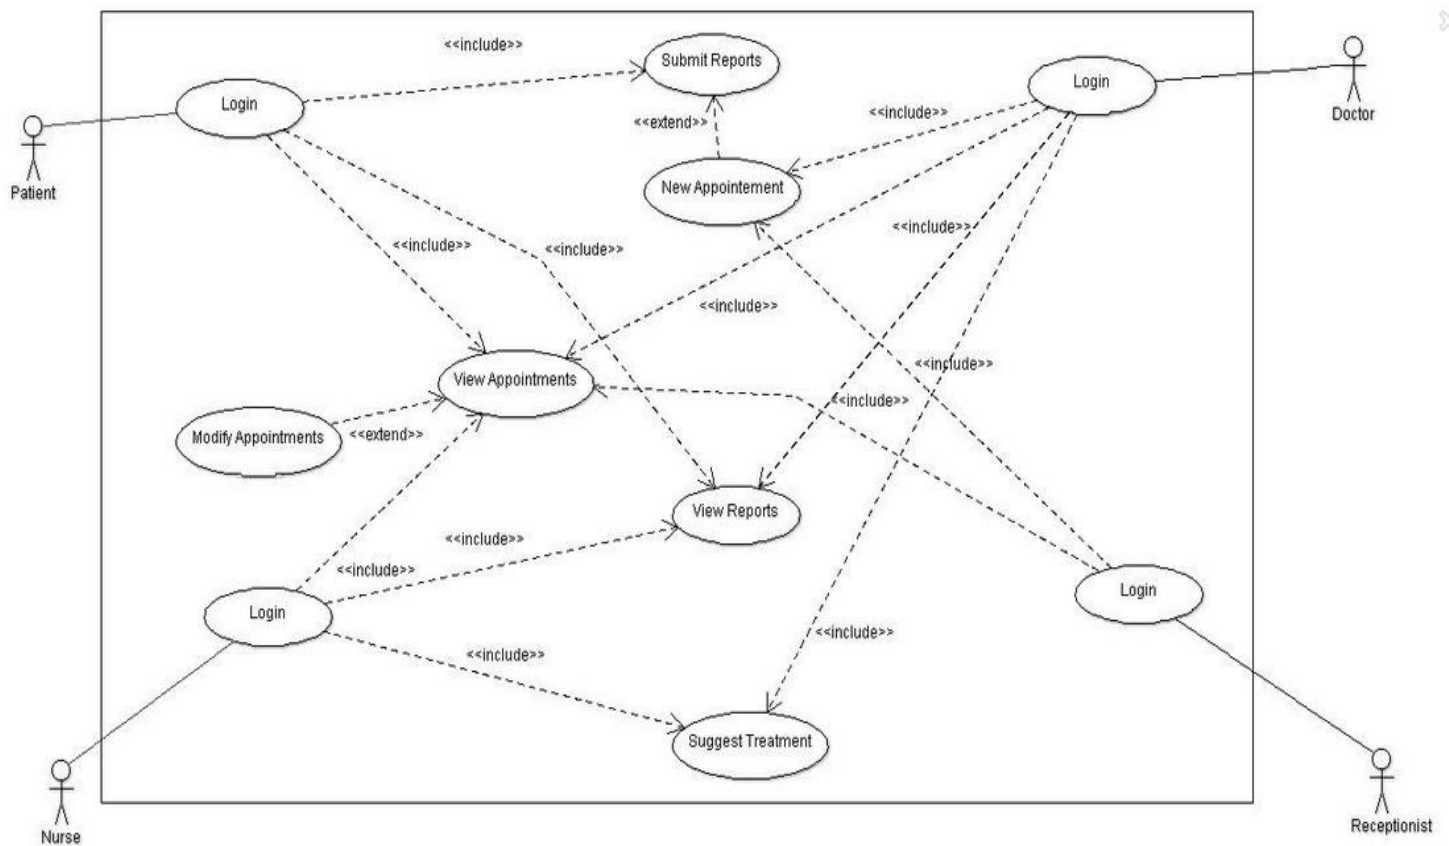 <<include>>
Submit Reports
Login
Login
Patient
Doctor
<<extend>>
<<include>>
New Appointement
<<include>>
<<include>>
<<include>>
<<include>>
<<include>>
View Appointments
<<include>>
Modify Appointments
<<extend>>
View Reports
<<include>>
<<include>>
Login
Login
<<include>>
<<include>>
Suggest Treatment
Nurse
Receptionist